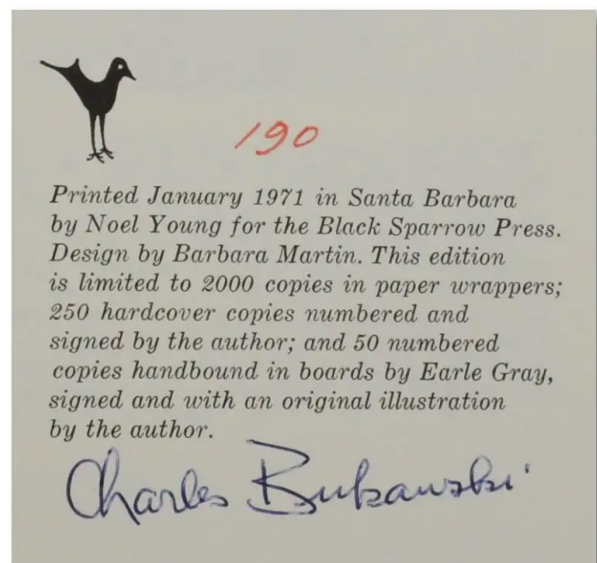 190
Printed January 1971 in Santa Barbara
by Noel Young for the Black Sparrow Press.
Design by Barbara Martin. This edition
is limited to 2000 copies in paper wrappers;
250 hardcover copies numbered and
signed by the author; and 50 numbered
copies handbound in boards by Earle Gray,
signed and with an original illustration
by the author.
Charles Bukowski